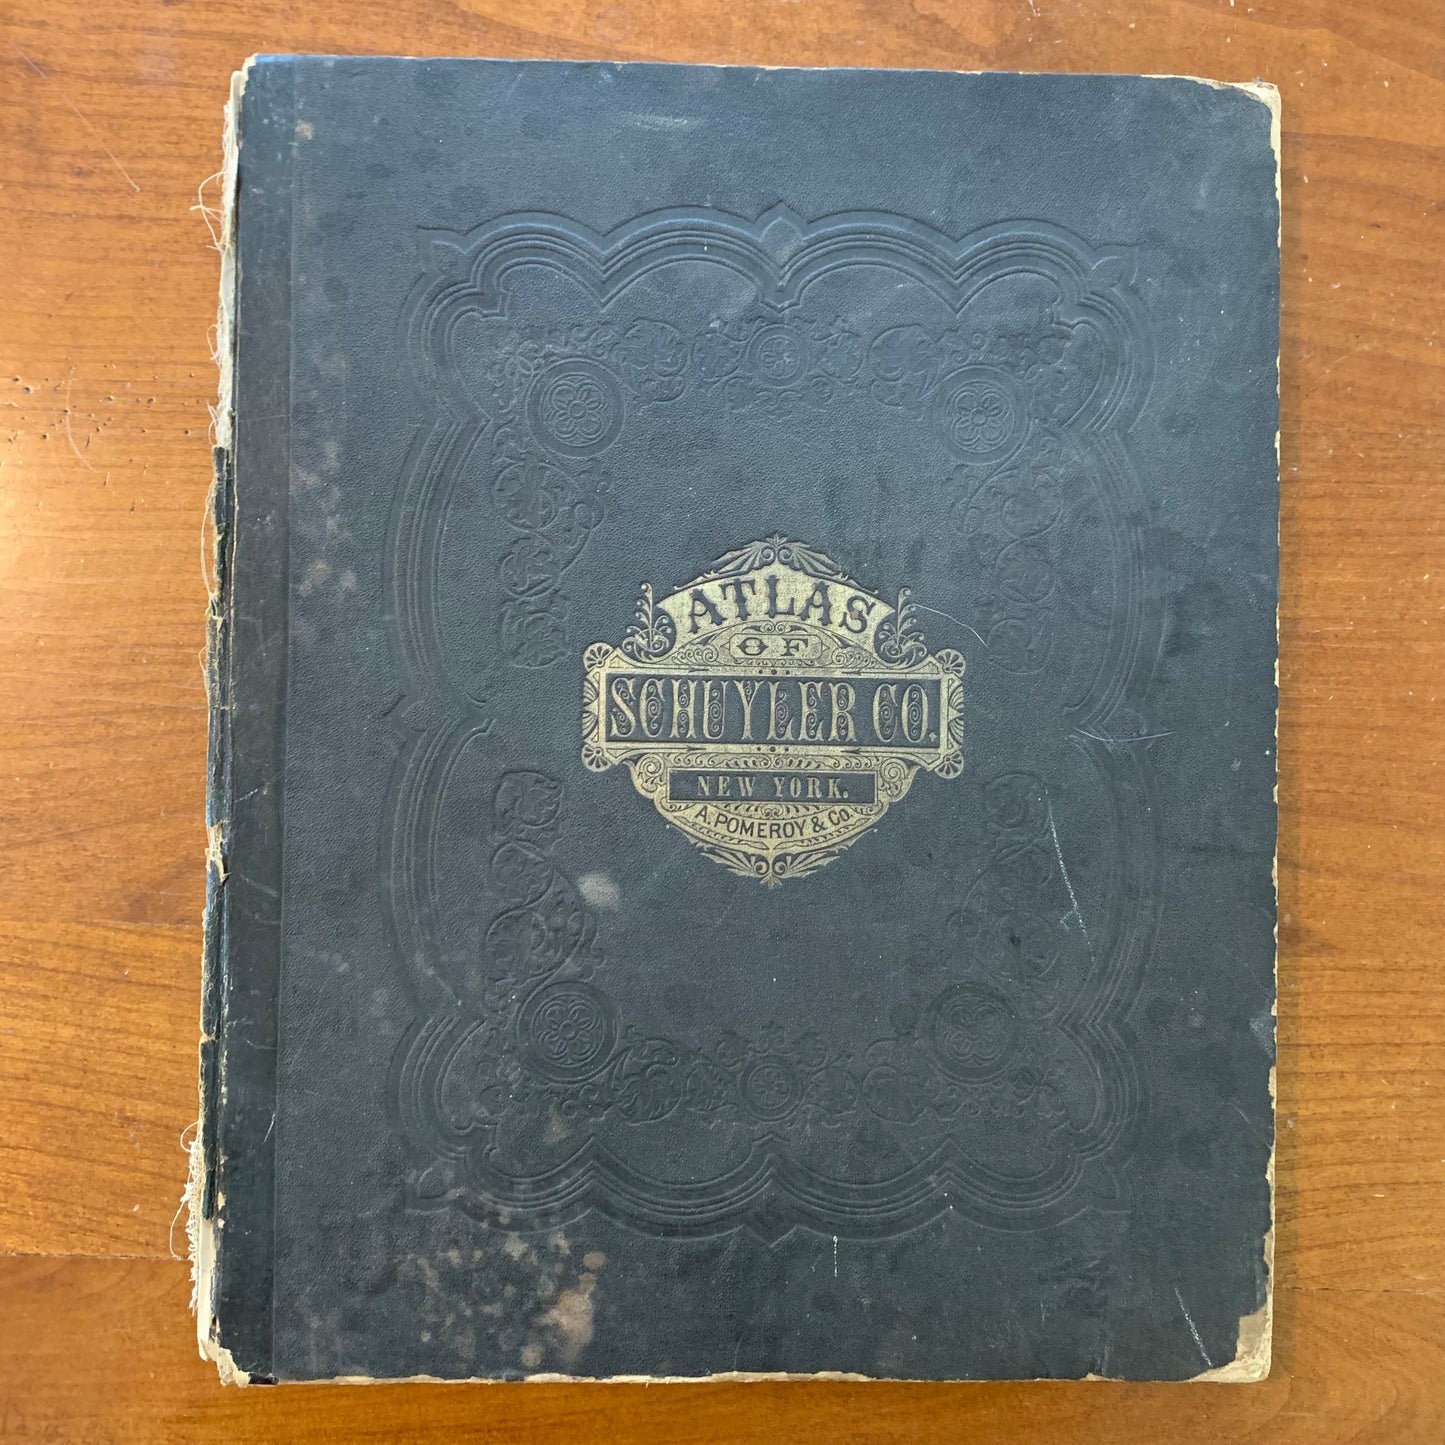 ATLAS
OF
SCHUYLER CO.
NEW YORK.
A. POMEROY & Co.